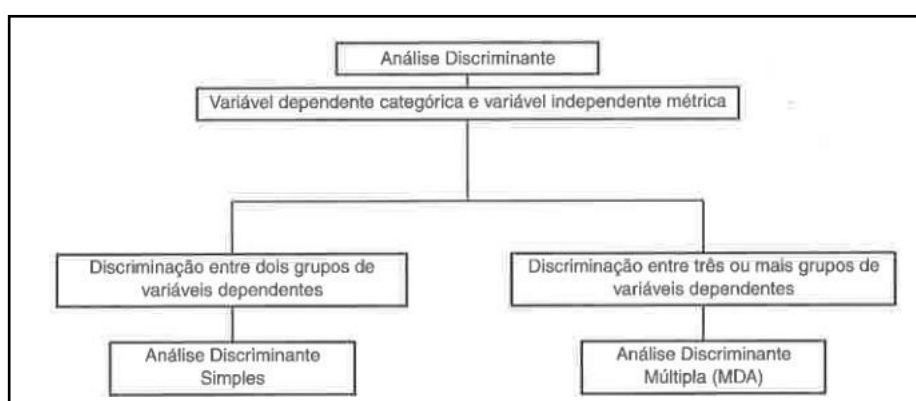 Análise Discriminante
Variável dependente categórica e variável independente métrica
Discriminação entre dois grupos de
variáveis dependentes
Discriminação entre três ou mais grupos de
variáveis dependentes
Análise Discriminante
Simples
Análise Discriminante
Múltipla (MDA)